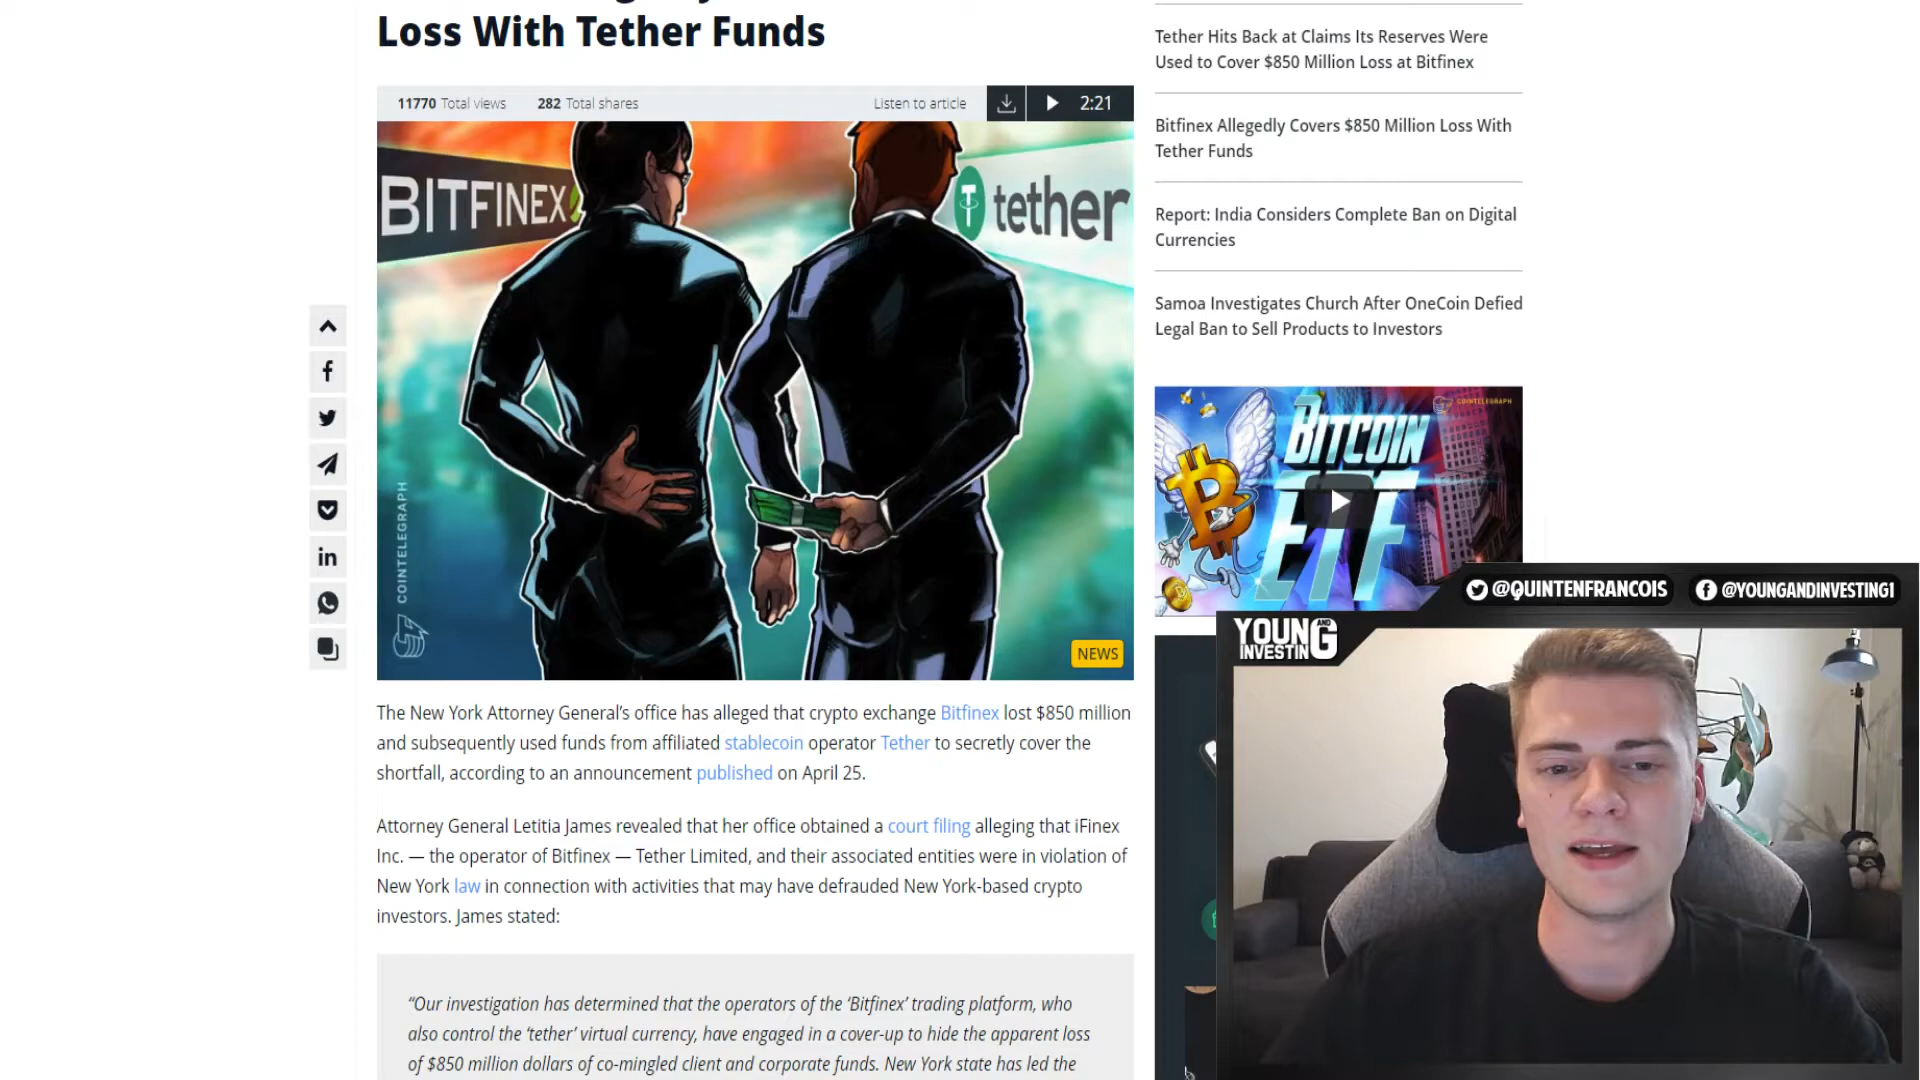 Loss With Tether Funds
11770 Total views 282 Total shares Listen to article 2:21
BITFINEX
tether
COINTELEGRAPH
NEWS
The New York Attorney General’s office has alleged that crypto exchange Bitfinex lost $850 million
and subsequently used funds from affiliated stablecoin operator Tether to secretly cover the
shortfall, according to an announcement published on April 25.
Attorney General Letitia James revealed that her office obtained a court filing alleging that iFinex
Inc. — the operator of Bitfinex — Tether Limited, and their associated entities were in violation of
New York law in connection with activities that may have defrauded New York-based crypto
investors. James stated:
“Our investigation has determined that the operators of the ‘Bitfinex’ trading platform, who
also control the ‘tether’ virtual currency, have engaged in a cover-up to hide the apparent loss
of $850 million dollars of co-mingled client and corporate funds. New York state has led the
Tether Hits Back at Claims Its Reserves Were
Used to Cover $850 Million Loss at Bitfinex
Bitfinex Allegedly Covers $850 Million Loss With
Tether Funds
Report: India Considers Complete Ban on Digital
Currencies
Samoa Investigates Church After OneCoin Defied
Legal Ban to Sell Products to Investors
COINTELEGRAPH
BITCOIN
ETF
@QUINTENFRANCOIS @YOUNGANDINVESTING1
YOUNG AND
INVESTING